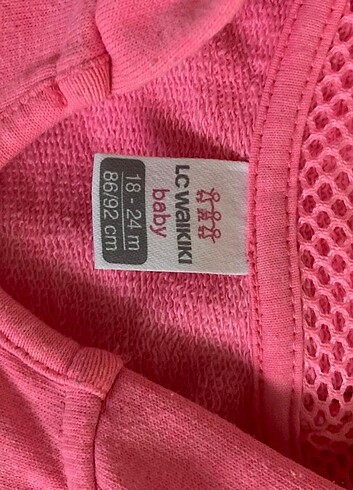 LC WAIKIKI
baby
18 - 24 m
86/92 cm